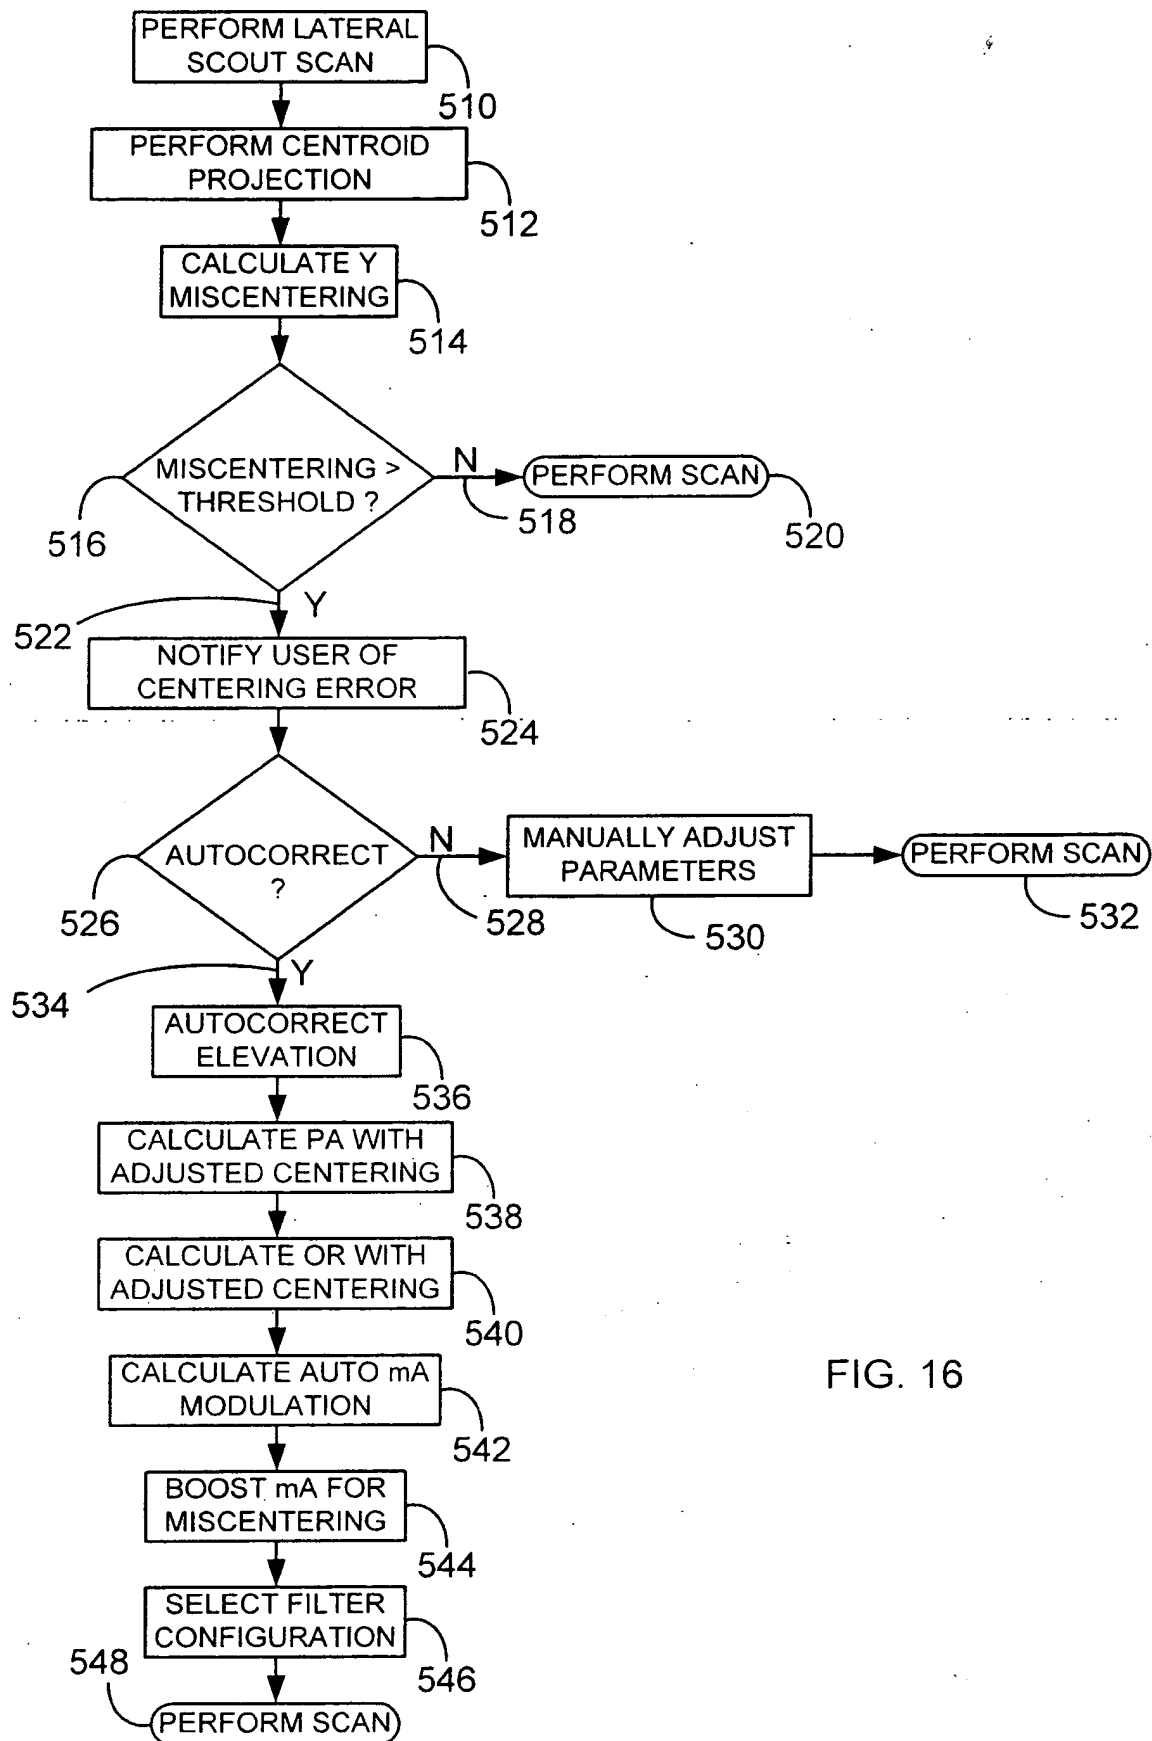 PERFORM LATERAL
SCOUT SCAN
510
PERFORM CENTROID
PROJECTION
512
CALCULATE Y
MISCENTERING
514
MISCENTERING >
THRESHOLD ?
516
N
518
PERFORM SCAN
520
522
Y
NOTIFY USER OF
CENTERING ERROR
524
AUTOCORRECT
?
526
N
528
MANUALLY ADJUST
PARAMETERS
530
PERFORM SCAN
532
534
Y
AUTOCORRECT
ELEVATION
536
CALCULATE PA WITH
ADJUSTED CENTERING
538
CALCULATE OR WITH
ADJUSTED CENTERING
540
CALCULATE AUTO mA
MODULATION
542
BOOST mA FOR
MISCENTERING
544
SELECT FILTER
CONFIGURATION
546
548
PERFORM SCAN
FIG. 16